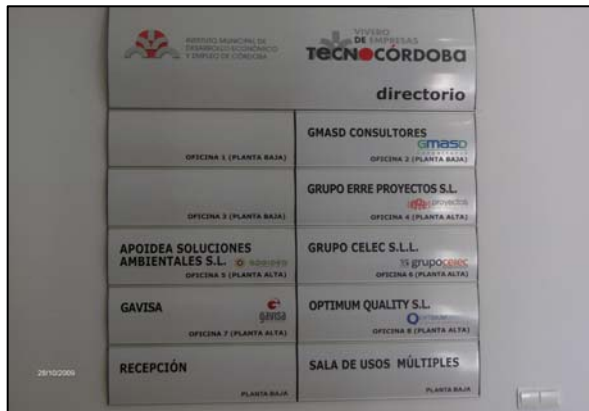 INSTITUTO MUNICIPAL DE
DESARROLLO ECONÓMICO
Y EMPLEO DE CÓRDOBA
VIVERO
DE EMPRESAS
TECNOCÓRDOBA
directorio
OFICINA 1 (PLANTA BAJA)
GMASD CONSULTORES
gmasd
OFICINA 2 (PLANTA BAJA)
OFICINA 3 (PLANTA BAJA)
GRUPO ERRE PROYECTOS S.L.
proyectos
OFICINA 4 (PLANTA ALTA)
APOIDEA SOLUCIONES
AMBIENTALES S.L. apoidea
OFICINA 5 (PLANTA ALTA)
GRUPO CELEC S.L.L.
grupocelec
OFICINA 6 (PLANTA ALTA)
GAVISA
gavisa
OFICINA 7 (PLANTA ALTA)
OPTIMUM QUALITY S.L.
OPTIMUM
OFICINA 8 (PLANTA ALTA)
RECEPCIÓN
PLANTA BAJA
SALA DE USOS MÚLTIPLES
PLANTA BAJA
28/10/2009